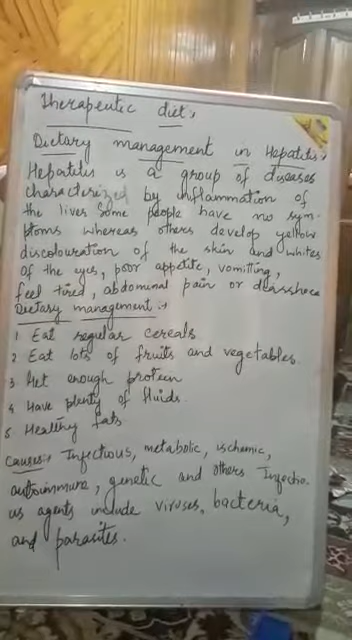 Therapeutic diet:
Dietary management in Hepatitis:
Hepatitis is a group of diseases
characterized by inflammation of
the liver some people have no sym-
ptoms whereas others develop yellow
discolouration of the skin and whites
of the eyes, poor appetite, vomitting,
feel tired, abdominal pain or diarrhoea
Dietary management:
1 Eat regular cereals
2 Eat lots of fruits and vegetables.
3 Get enough protein
4 Have plenty of fluids.
5 Healthy fats
Causes: Infectious, metabolic, ischemic,
autoimmune, genetic and others Infectio-
us agents include viruses, bacteria,
and parasites.